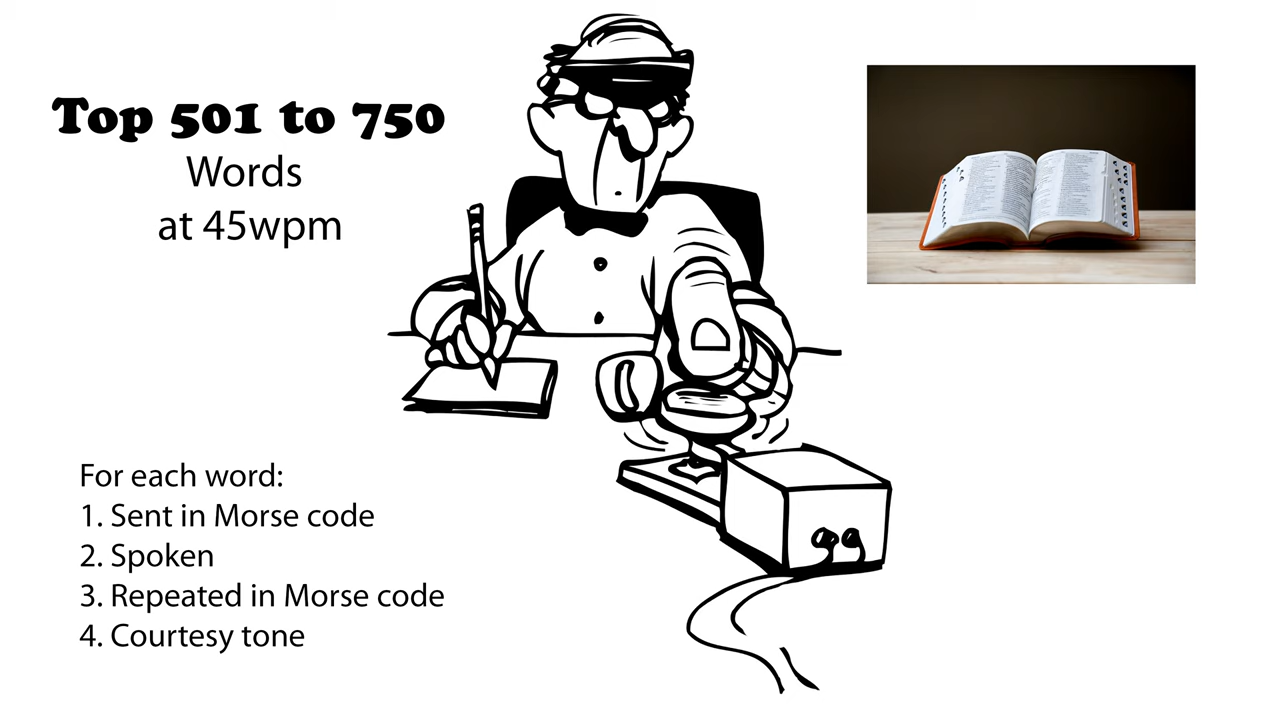 Top 501 to 750
Words
at 45wpm
For each word:
1. Sent in Morse code
2. Spoken
3. Repeated in Morse code
4. Courtesy tone